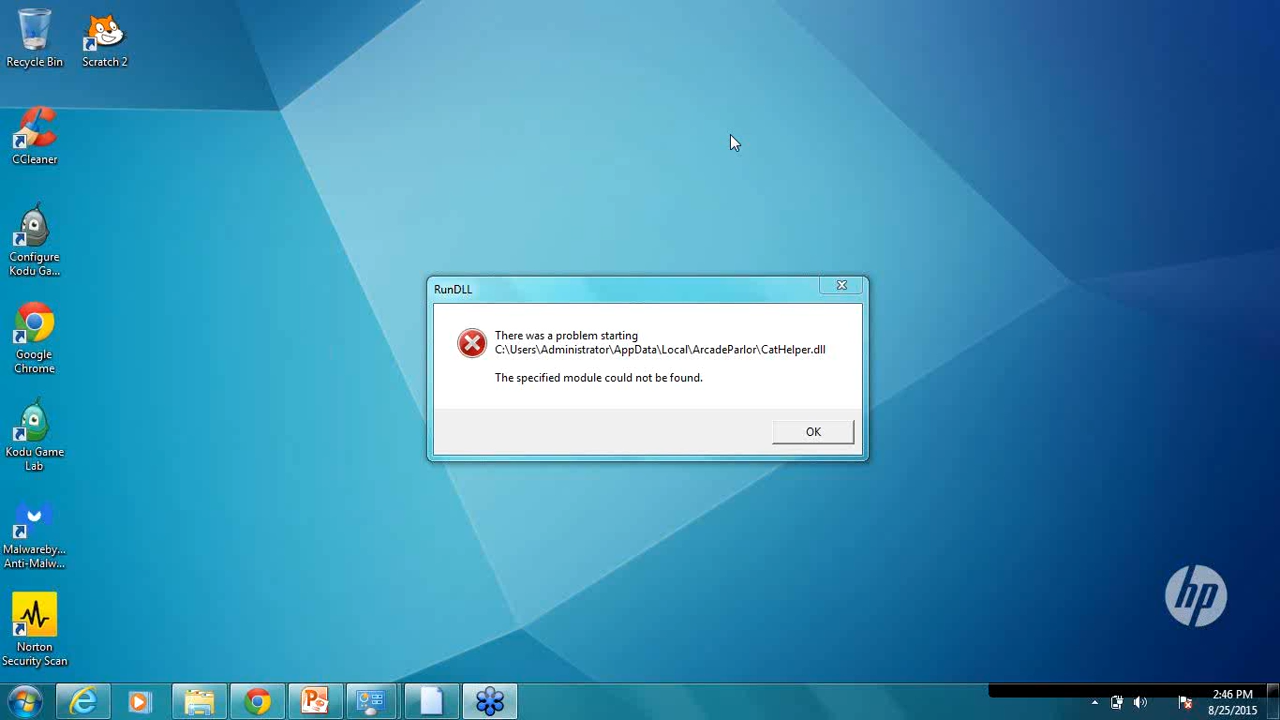 Recycle Bin
Scratch 2
CCleaner
Configure
Kodu Ga...
Google
Chrome
Kodu Game
Lab
Malwareby...
Anti-Malw...
Norton
Security Scan
RunDLL
There was a problem starting
C:\Users\Administrator\AppData\Local\ArcadeParlor\CatHelper.dll
The specified module could not be found.
OK
hp
2:46 PM
8/25/2015